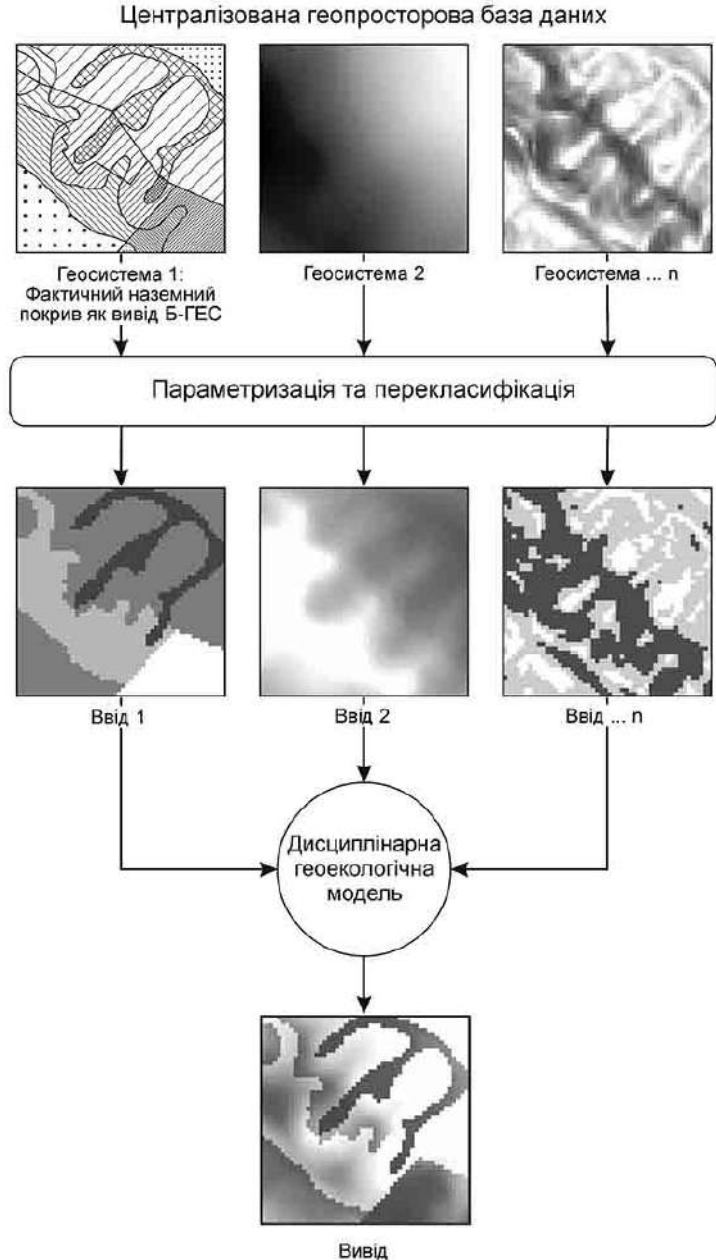 Централізована геопросторова база даних
Геосистема 1:
Фактичний наземний
покрив як вивід Б-ГЕС
Геосистема 2
Геосистема ... n
Параметризація та перекласифікація
Ввід 1
Ввід 2
Ввід ... n
Дисциплінарна
геоекологічна
модель
Вивід